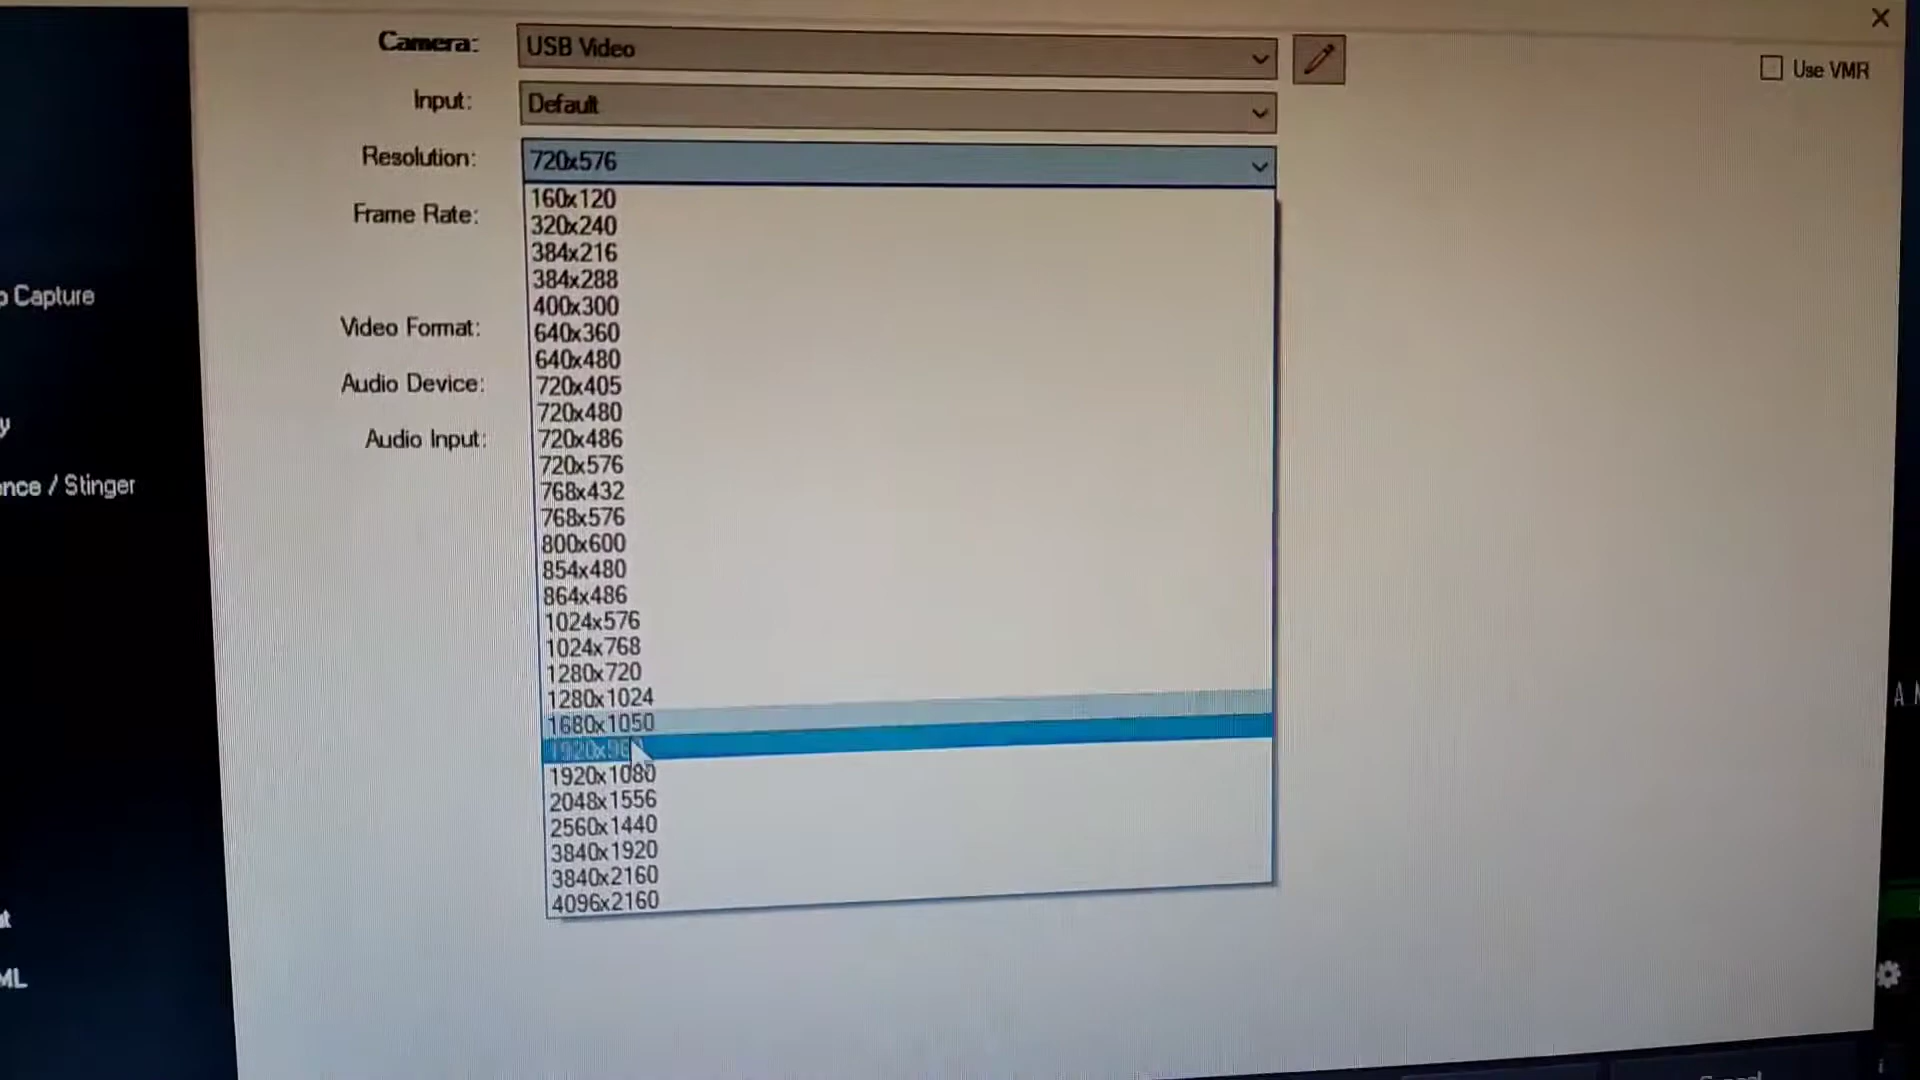 Camera: USB Video
Use VMR
Input: Default
Resolution: 720x576
160x120
Frame Rate:
320x240
384x216
384x288
Capture
400x300
Video Format:
640x360
640x480
Audio Device:
720x405
720x480
Audio Input:
720x486
720x576
/ Stinger
768x432
768x576
800x600
854x480
864x486
1024x576
1024x768
1280x720
1280x1024
1680x1050
1920x1080
2048x1556
2560x1440
3840x1920
3840x2160
4096x2160